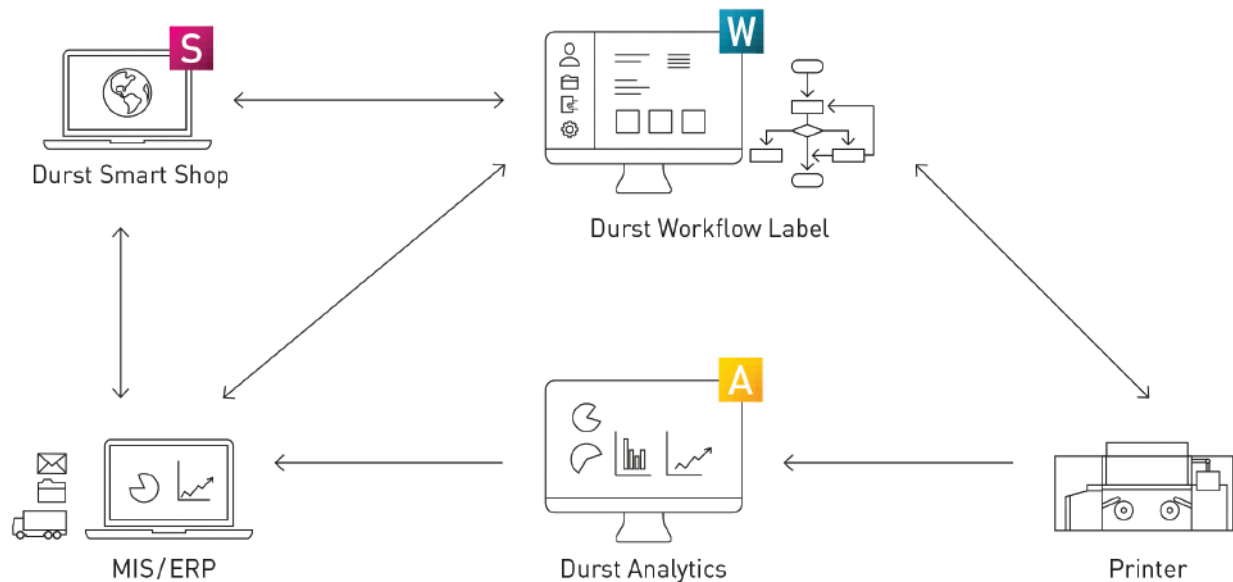 S
W
Durst Smart Shop
Durst Workflow Label
A
MIS/ERP
Durst Analytics
Printer